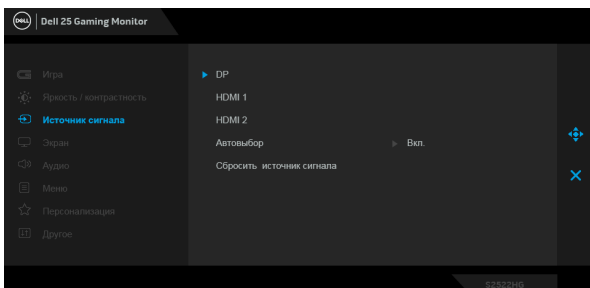 DELL
Dell 25 Gaming Monitor
Игра
Яркость / контрастность
Источник сигнала
Экран
Аудио
Меню
Персонализация
Другое
DP
HDMI 1
HDMI 2
Автовыбор Вкл.
Сбросить источник сигнала
S2522HG